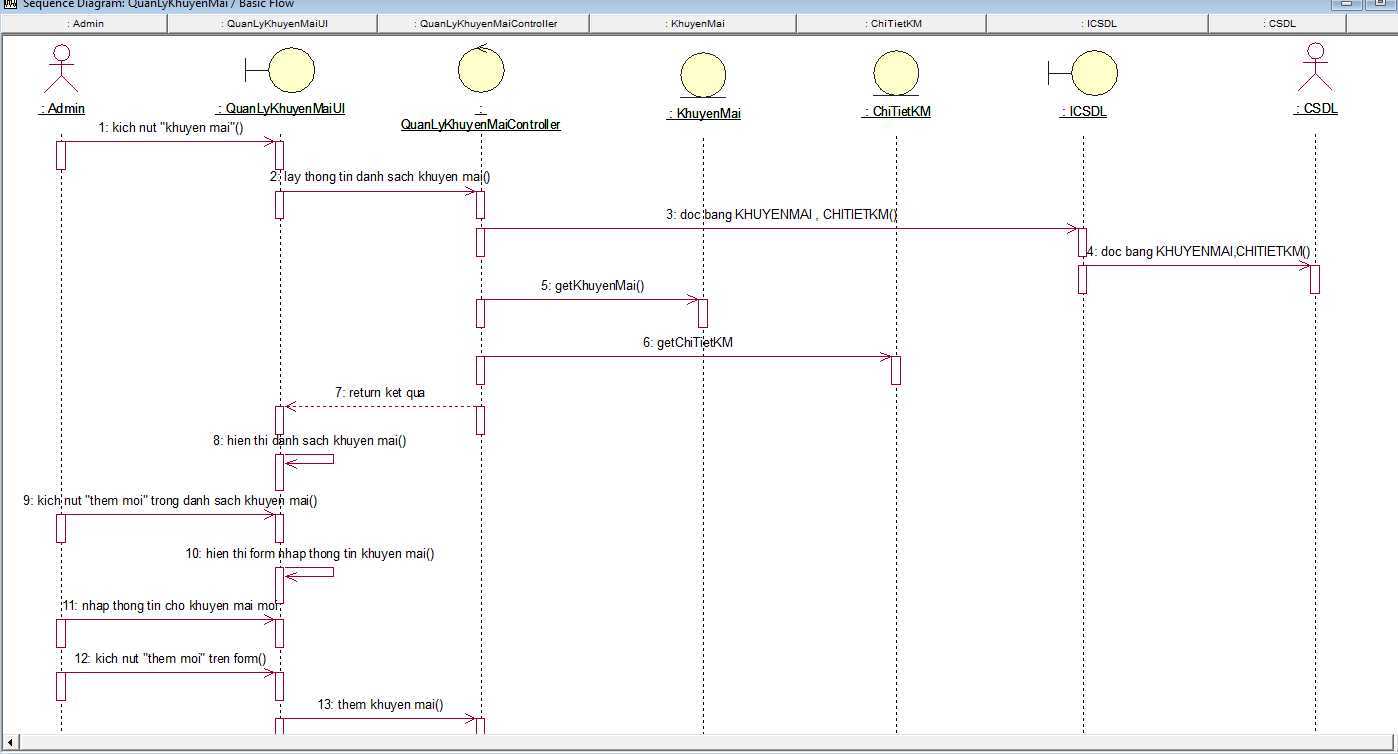 Sequence Diagram: QuanLyKhuyenMai / Basic Flow
: Admin
: QuanLyKhuyenMaiUI
: QuanLyKhuyenMaiController
: KhuyenMai
: ChiTietKM
: ICSDL
: CSDL
: Admin
: QuanLyKhuyenMaiUI
:
QuanLyKhuyenMaiController
: KhuyenMai
: ChiTietKM
: ICSDL
: CSDL
1: kich nut "khuyen mai"()
2: lay thong tin danh sach khuyen mai()
3: doc bang KHUYENMAI , CHITIETKM()
4: doc bang KHUYENMAI,CHITIETKM()
5: getKhuyenMai()
6: getChiTietKM
7: return ket qua
8: hien thi danh sach khuyen mai()
9: kich nut "them moi" trong danh sach khuyen mai()
10: hien thi form nhap thong tin khuyen mai()
11: nhap thong tin cho khuyen mai moi
12: kich nut "them moi" tren form()
13: them khuyen mai()